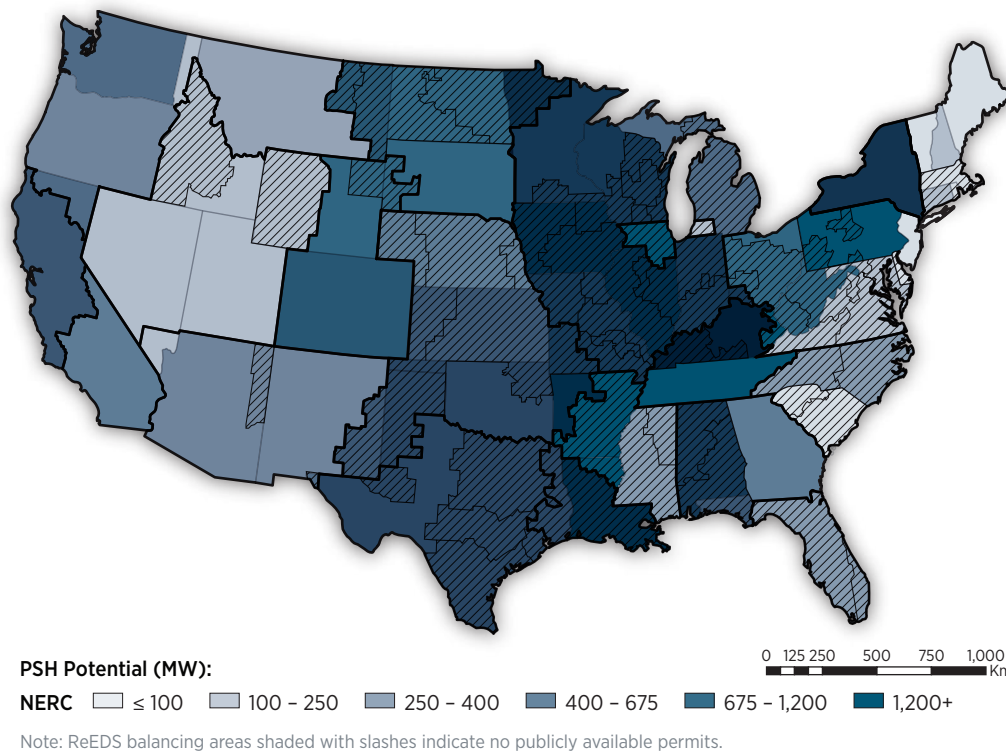 PSH Potential (MW):
0 125 250 500 750 1,000
Km
NERC ≤ 100 100 – 250 250 – 400 400 – 675 675 – 1,200 1,200+
Note: ReEDS balancing areas shaded with slashes indicate no publicly available permits.